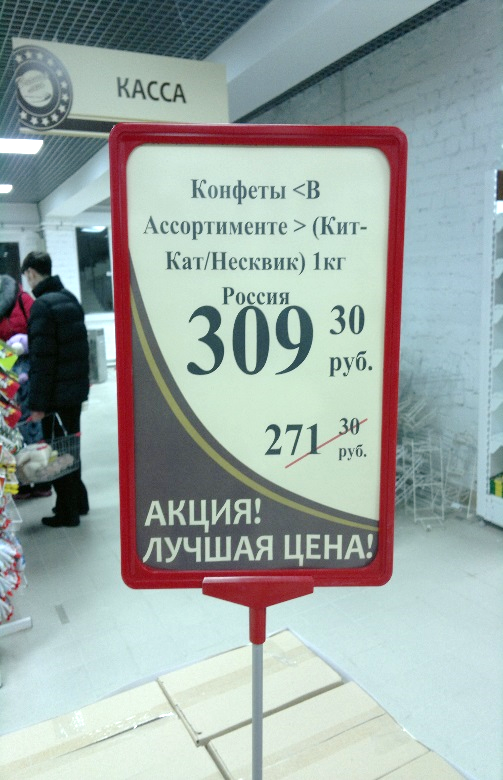 КАССА
Конфеты <В
Ассортименте > (Кит-
Кат/Несквик) 1кг
Россия
309 30
руб.
271 30
руб.
АКЦИЯ!
ЛУЧШАЯ ЦЕНА!